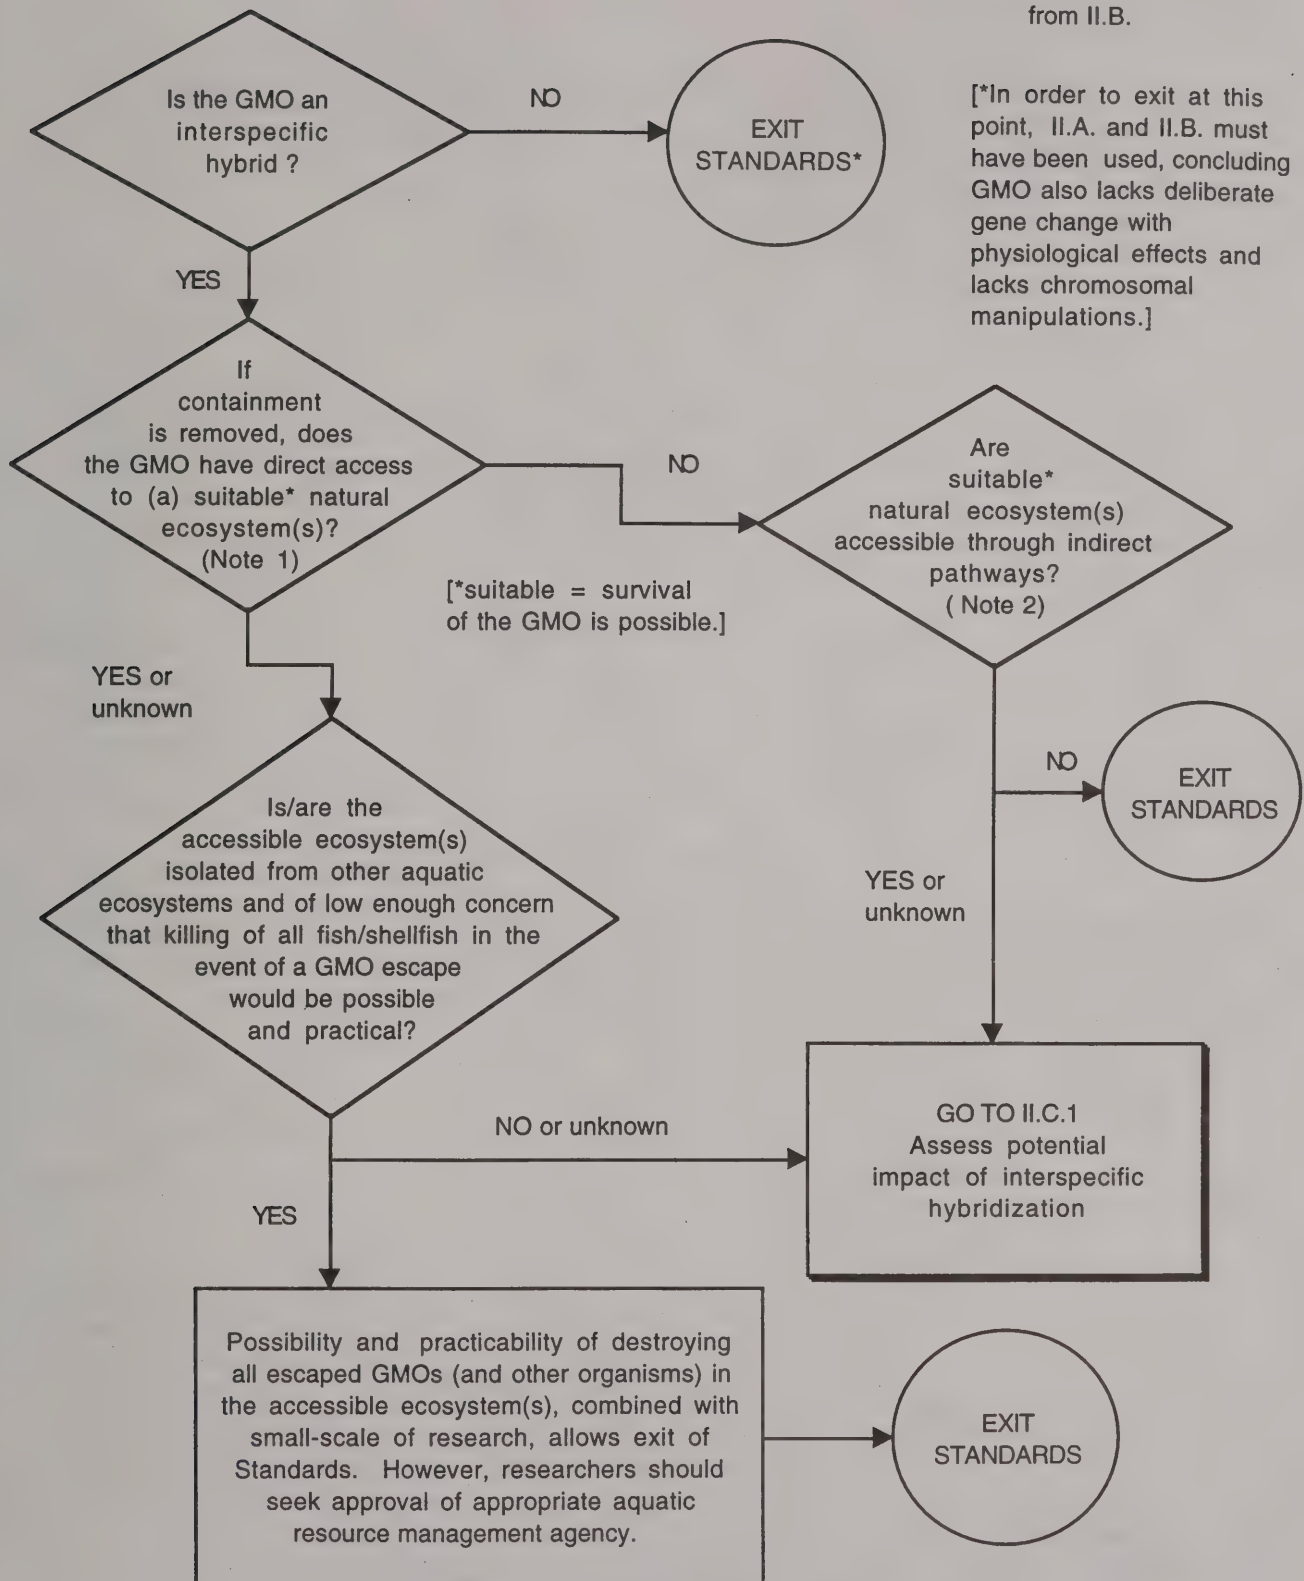 from II.B.
Is the GMO an
interspecific
hybrid ?
NO
EXIT
STANDARDS*
[*In order to exit at this
point, II.A. and II.B. must
have been used, concluding
GMO also lacks deliberate
gene change with
physiological effects and
lacks chromosomal
manipulations.]
YES
If
containment
is removed, does
the GMO have direct access
to (a) suitable* natural
ecosystem(s)?
(Note 1)
NO
Are
suitable*
natural ecosystem(s)
accessible through indirect
pathways?
( Note 2)
[*suitable = survival
of the GMO is possible.]
YES or
unknown
NO
EXIT
STANDARDS
Is/are the
accessible ecosystem(s)
isolated from other aquatic
ecosystems and of low enough concern
that killing of all fish/shellfish in the
event of a GMO escape
would be possible
and practical?
YES or
unknown
NO or unknown
GO TO II.C.1
Assess potential
impact of interspecific
hybridization
YES
Possibility and practicability of destroying
all escaped GMOs (and other organisms) in
the accessible ecosystem(s), combined with
small-scale of research, allows exit of
Standards. However, researchers should
seek approval of appropriate aquatic
resource management agency.
EXIT
STANDARDS